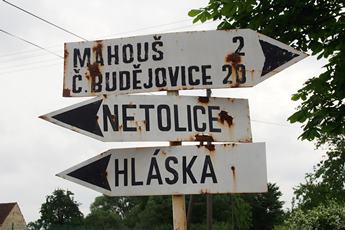 MAHOUŠ 2
Č. BUDĚJOVICE 20
NETOLICE
HLÁSKA